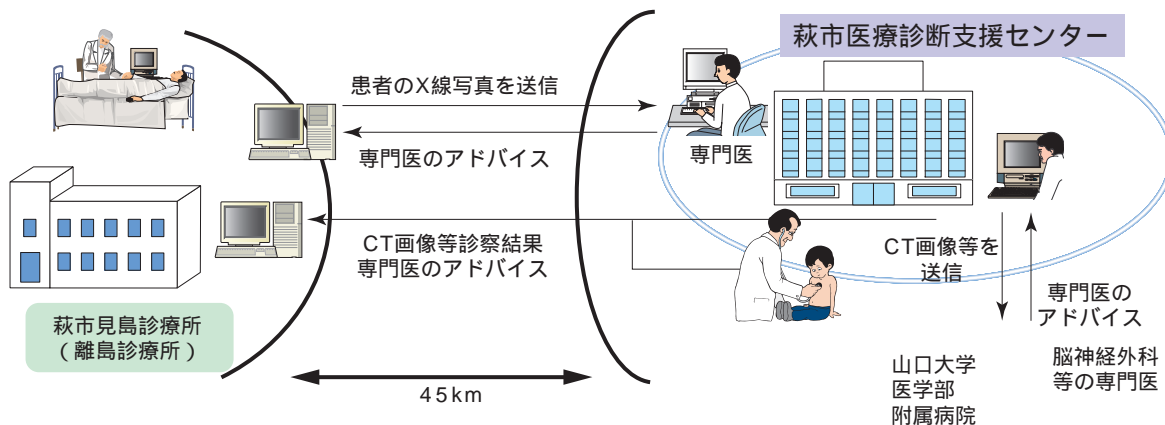 萩市医療診断支援センター
患者のX線写真を送信
専門医のアドバイス
専門医
CT画像等診察結果
専門医のアドバイス
CT画像等を
送信
専門医の
アドバイス
萩市見島診療所
(離島診療所)
45km
山口大学
医学部
附属病院
脳神経外科
等の専門医